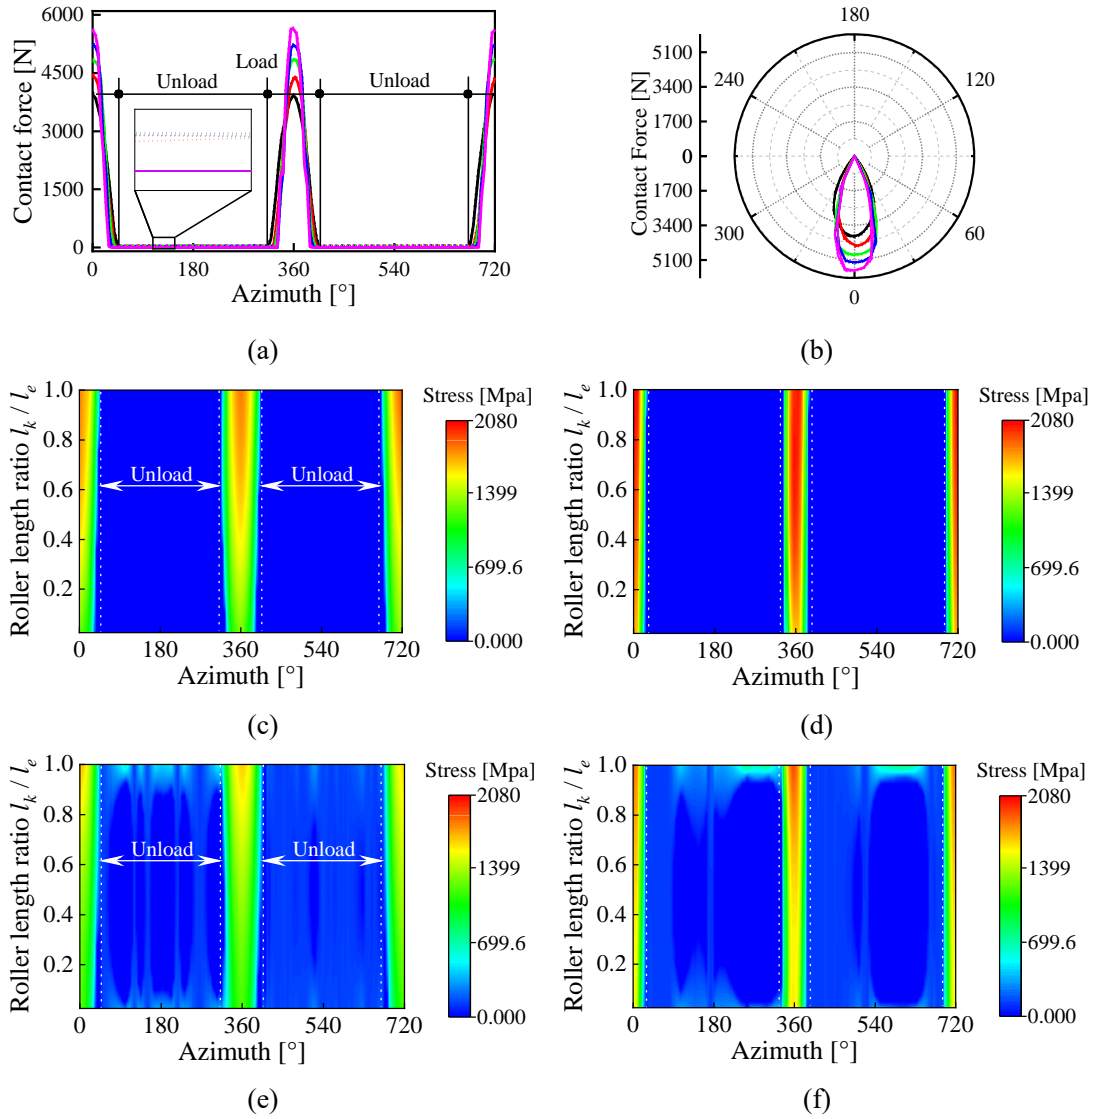 6000
4500
3000
1500
0
Contact force [N]
Unload
Load
Unload
0
180
360
540
720
Azimuth [°]
(a)
180
240
120
300
60
0
5100
3400
1700
0
1700
3400
5100
Contact Force [N]
(b)
1.0
0.8
0.6
0.4
0.2
Roller length ratio l_k / l_e
Unload
Unload
0
180
360
540
720
Azimuth [°]
Stress [Mpa]
2080
1399
699.6
0.000
(c)
1.0
0.8
0.6
0.4
0.2
Roller length ratio l_k / l_e
0
180
360
540
720
Azimuth [°]
Stress [Mpa]
2080
1399
699.6
0.000
(d)
1.0
0.8
0.6
0.4
0.2
Roller length ratio l_k / l_e
Unload
Unload
0
180
360
540
720
Azimuth [°]
Stress [Mpa]
2080
1399
699.6
0.000
(e)
1.0
0.8
0.6
0.4
0.2
Roller length ratio l_k / l_e
0
180
360
540
720
Azimuth [°]
Stress [Mpa]
2080
1399
699.6
0.000
(f)